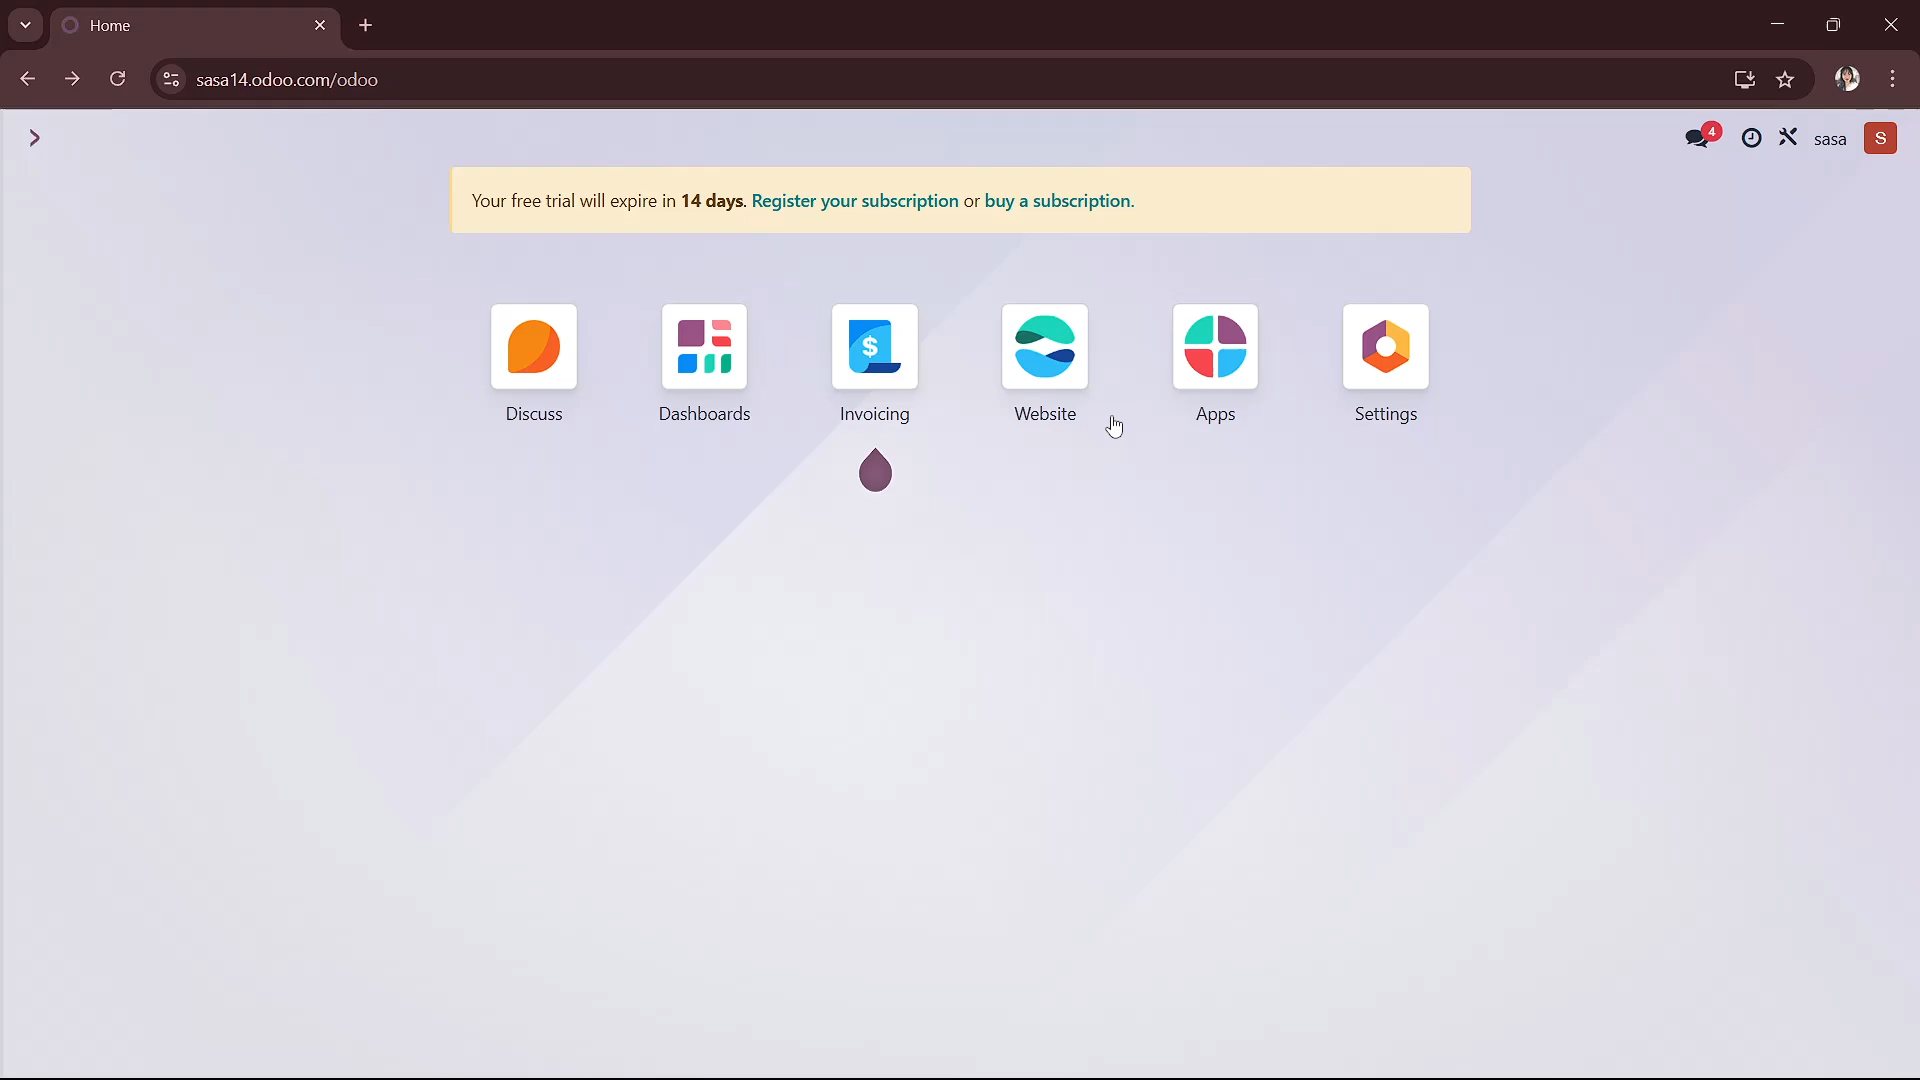 Home
sasa14.odoo.com/odoo
4
sasa
S
Your free trial will expire in 14 days. Register your subscription or buy a subscription.
$
Discuss
Dashboards
Invoicing
Website
Apps
Settings